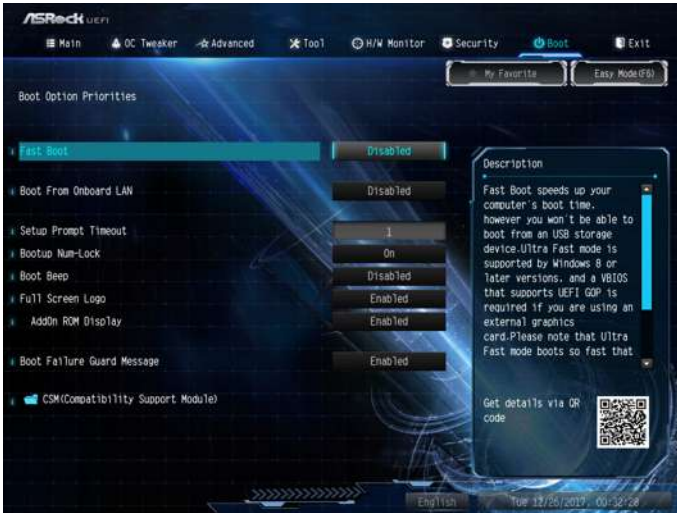 ASRock UEFI
Main OC Tweaker Advanced Tool H/W Monitor Security Boot Exit
My Favorite Easy Mode(F6)
Boot Option Priorities
Fast Boot Disabled
Boot From Onboard LAN Disabled
Setup Prompt Timeout 1
Bootup Num-Lock On
Boot Beep Disabled
Full Screen Logo Enabled
AddOn ROM Display Enabled
Boot Failure Guard Message Enabled
CSM(Compatibility Support Module)
Description
Fast Boot speeds up your
computer's boot time.
however you won't be able to
boot from an USB storage
device.Ultra Fast mode is
supported by Windows 8 or
later versions. and a VBIOS
that supports UEFI GOP is
required if you are using an
external graphics
card.Please note that Ultra
Fast mode boots so fast that
Get details via QR
code
English Tue 12/26/2017. 00:32:28